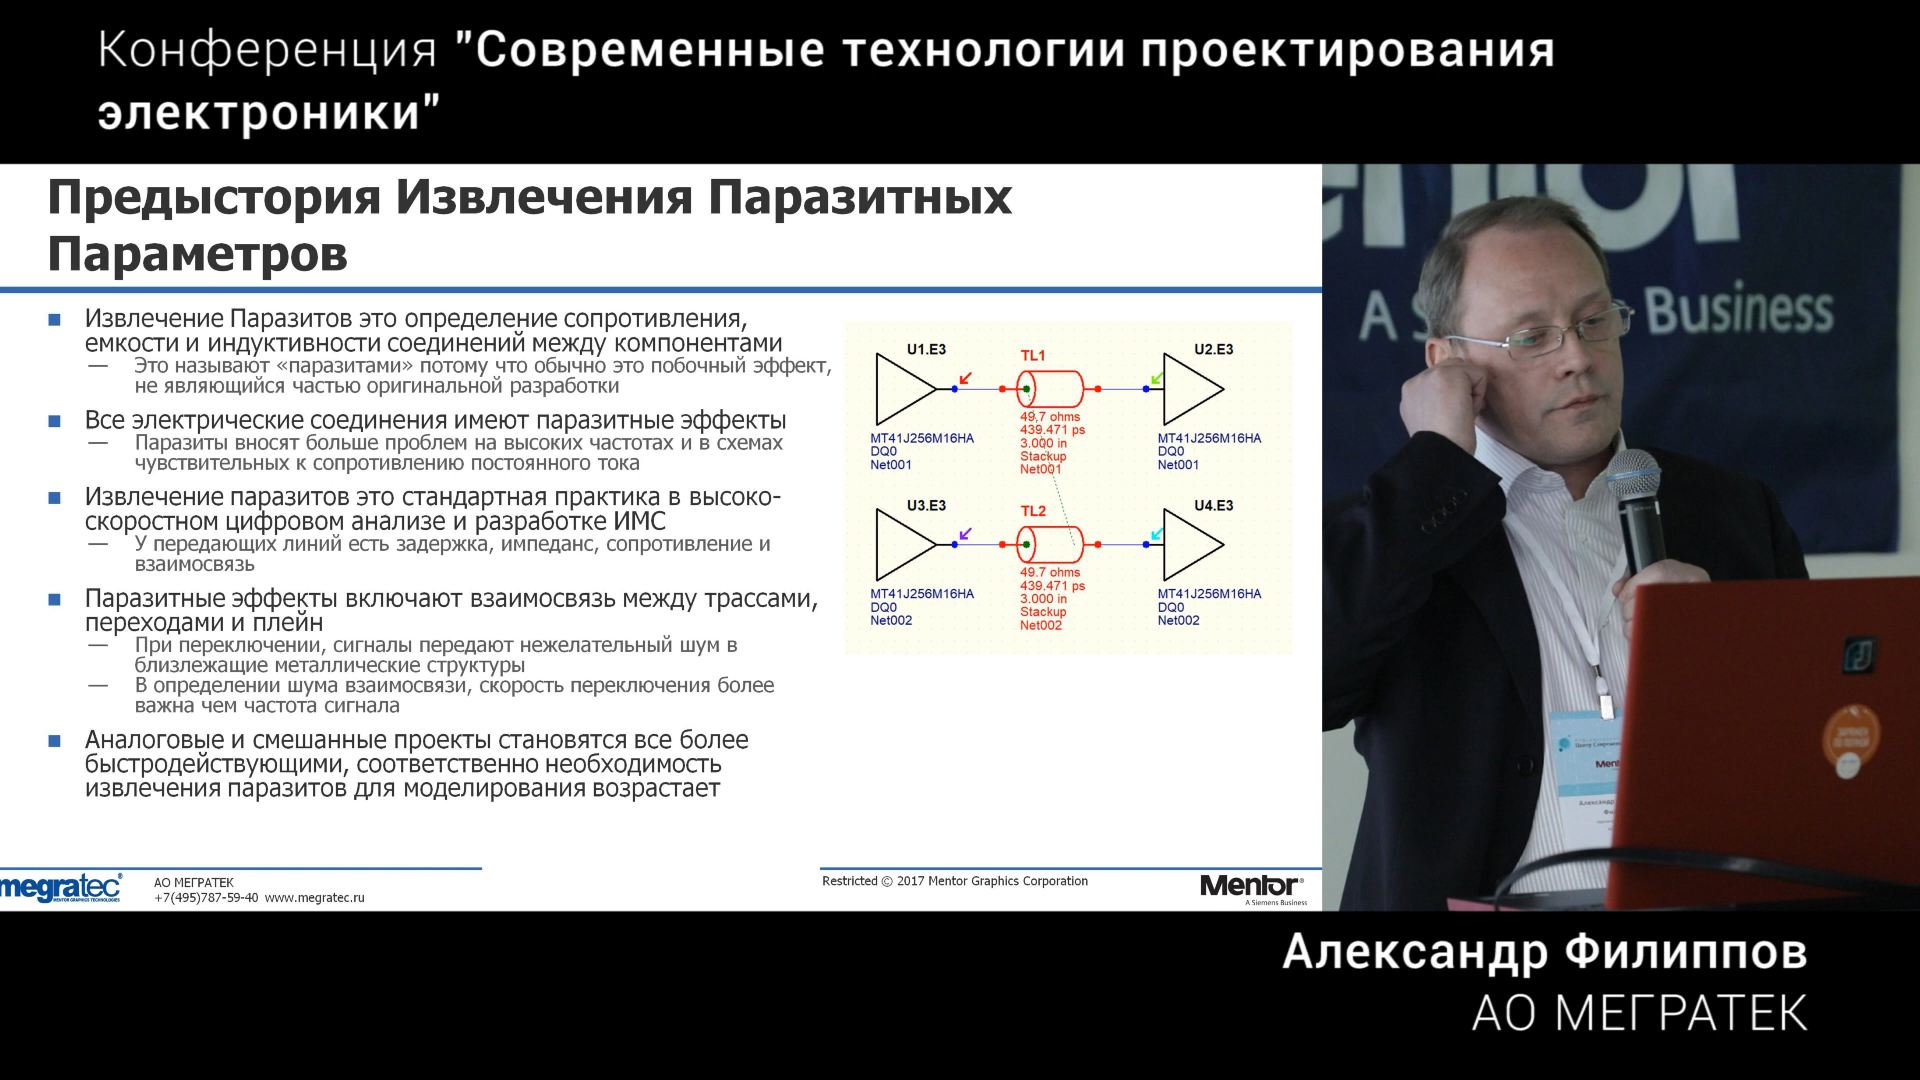 Конференция "Современные технологии проектирования
электроники"
Предыстория Извлечения Паразитных
Параметров
Извлечение Паразитов это определение сопротивления,
емкости и индуктивности соединений между компонентами
— Это называют «паразитами» потому что обычно это побочный эффект,
не являющийся частью оригинальной разработки
Все электрические соединения имеют паразитные эффекты
— Паразиты вносят больше проблем на высоких частотах и в схемах
чувствительных к сопротивлению постоянного тока
Извлечение паразитов это стандартная практика в высоко-
скоростном цифровом анализе и разработке ИМС
— У передающих линий есть задержка, импеданс, сопротивление и
взаимосвязь
Паразитные эффекты включают взаимосвязь между трассами,
переходами и плейн
— При переключении, сигналы передают нежелательный шум в
близлежащие металлические структуры
— В определении шума взаимосвязи, скорость переключения более
важна чем частота сигнала
Аналоговые и смешанные проекты становятся все более
быстродействующими, соответственно необходимость
извлечения паразитов для моделирования возрастает
U1.E3
TL1
U2.E3
49.7 ohms
439.471 ps
3.000 in
Stackup
Net001
MT41J256M16HA
DQ0
Net001
MT41J256M16HA
DQ0
Net001
U3.E3
TL2
U4.E3
49.7 ohms
439.471 ps
3.000 in
Stackup
Net002
MT41J256M16HA
DQ0
Net002
MT41J256M16HA
DQ0
Net002
megratec®
MENTOR GRAPHICS TECHNOLOGIES
АО МЕГРАТЕК
+7(495)787-59-40 www.megratec.ru
Restricted © 2017 Mentor Graphics Corporation
Mentor®
A Siemens Business
A S
Business
Александр Филиппов
АО МЕГРАТЕК